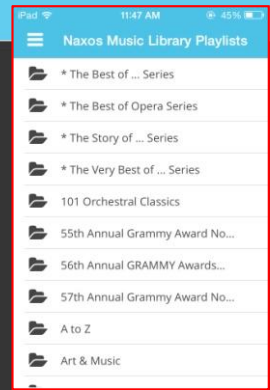 iPad 11:47 AM 45%
Naxos Music Library Playlists
* The Best of ... Series
* The Best of Opera Series
* The Story of ... Series
* The Very Best of ... Series
101 Orchestral Classics
55th Annual Grammy Award No...
56th Annual GRAMMY Awards...
57th Annual Grammy Award No...
A to Z
Art & Music